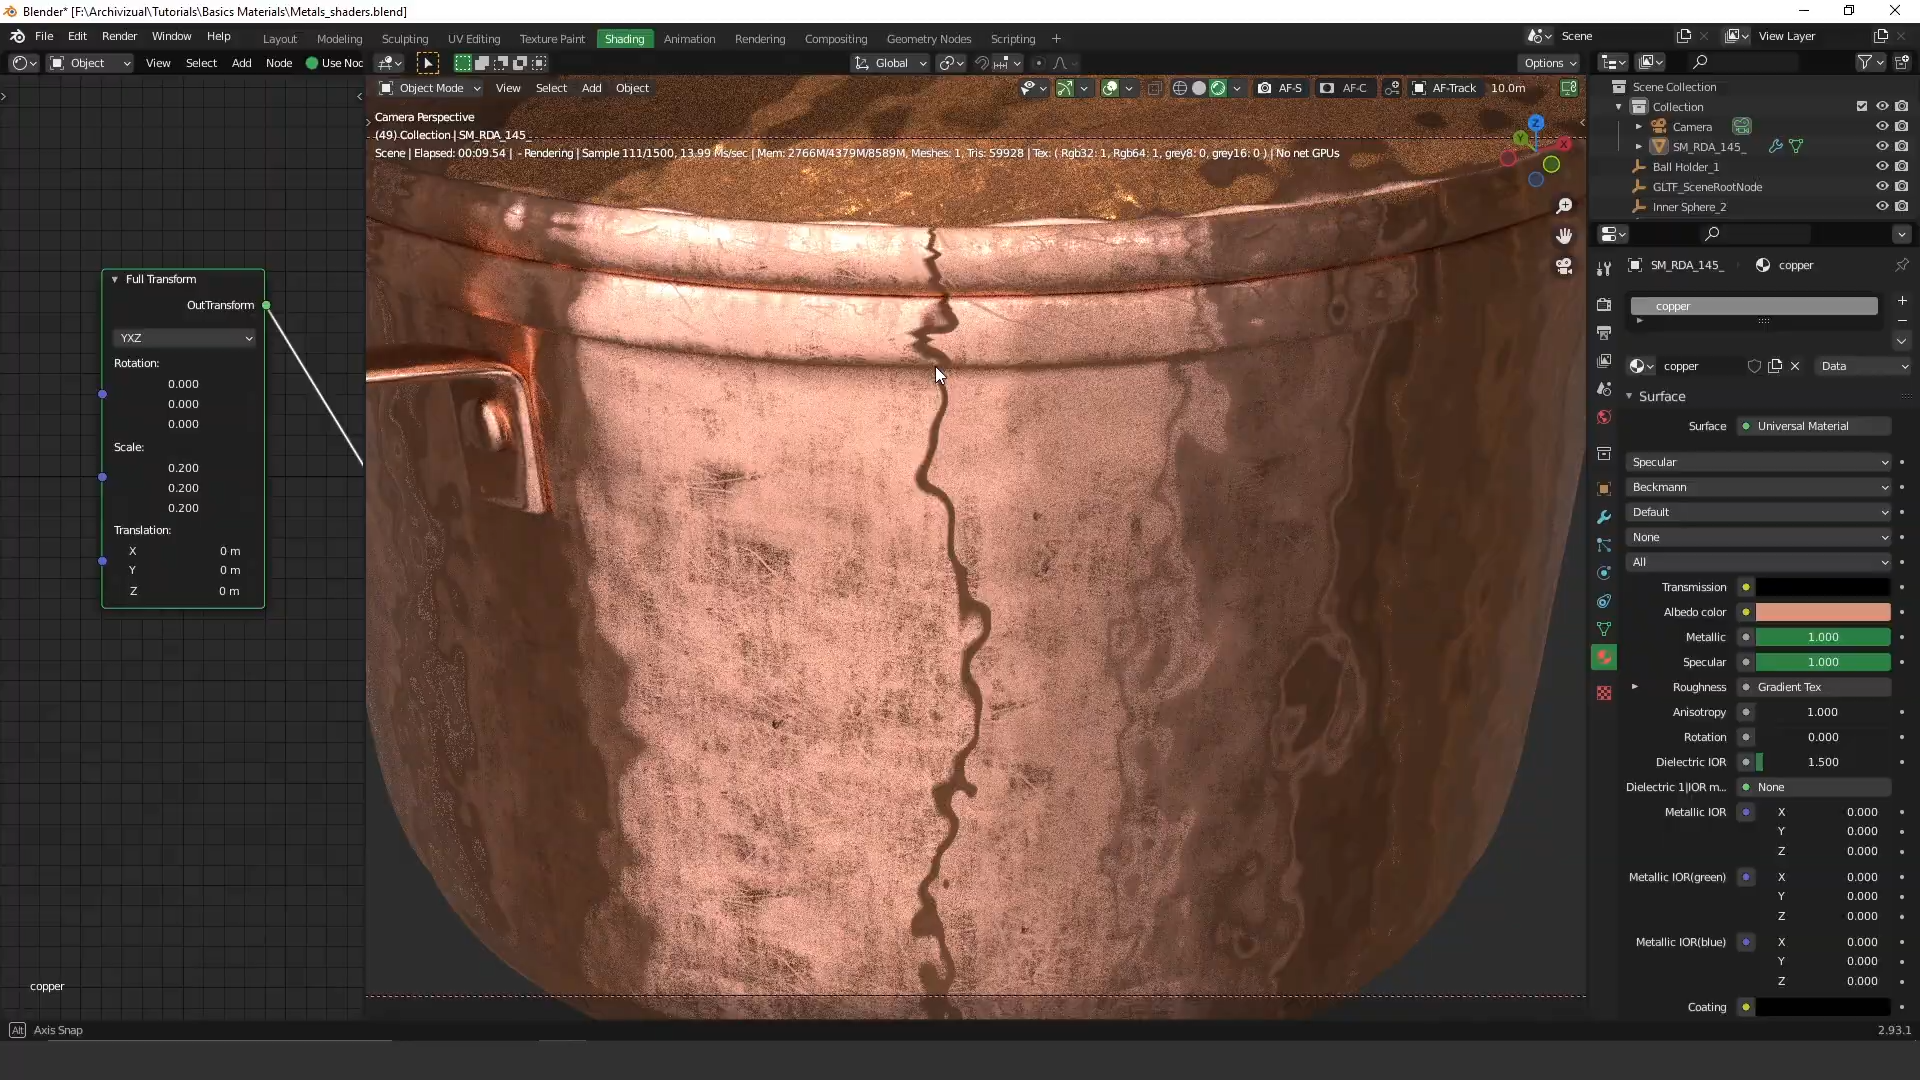 Blender* [F:\Archivizual\Tutorials\Basics Materials\Metals_shaders.blend]
File Edit Render Window Help Layout Modeling Sculpting UV Editing Texture Paint Shading Animation Rendering Compositing Geometry Nodes Scripting + Scene View Layer
Object View Select Add Node Use Nod Global Options
Object Mode View Select Add Object AF-S AF-C AF-Track 10.0m
Camera Perspective
(49) Collection | SM_RDA_145_
Scene | Elapsed: 00:09.54 | - Rendering | Sample 111/1500, 13.99 Ms/sec | Mem: 2766M/4379M/8589M, Meshes: 1, Tris: 59928 | Tex: ( Rgb32: 1, Rgb64: 1, grey8: 0, grey16: 0 ) | No net GPUs
Z
Y
X
Full Transform
OutTransform
YXZ
Rotation:
0.000
0.000
0.000
Scale:
0.200
0.200
0.200
Translation:
X 0 m
Y 0 m
Z 0 m
copper
Alt Axis Snap
Scene Collection
Collection
Camera
SM_RDA_145_
Ball Holder_1
GLTF_SceneRootNode
Inner Sphere_2
SM_RDA_145_ copper
copper
copper Data
Surface
Surface Universal Material
Specular
Beckmann
Default
None
All
Transmission
Albedo color
Metallic 1.000
Specular 1.000
Roughness Gradient Tex
Anisotropy 1.000
Rotation 0.000
Dielectric IOR 1.500
Dielectric 1|IOR m... None
Metallic IOR X 0.000
Y 0.000
Z 0.000
Metallic IOR(green) X 0.000
Y 0.000
Z 0.000
Metallic IOR(blue) X 0.000
Y 0.000
Z 0.000
Coating
2.93.1